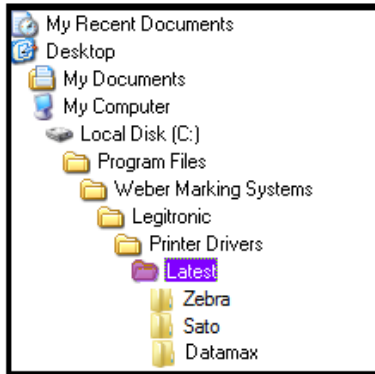 My Recent Documents
Desktop
My Documents
My Computer
Local Disk (C:)
Program Files
Weber Marking Systems
Legitronic
Printer Drivers
Latest
Zebra
Sato
Datamax